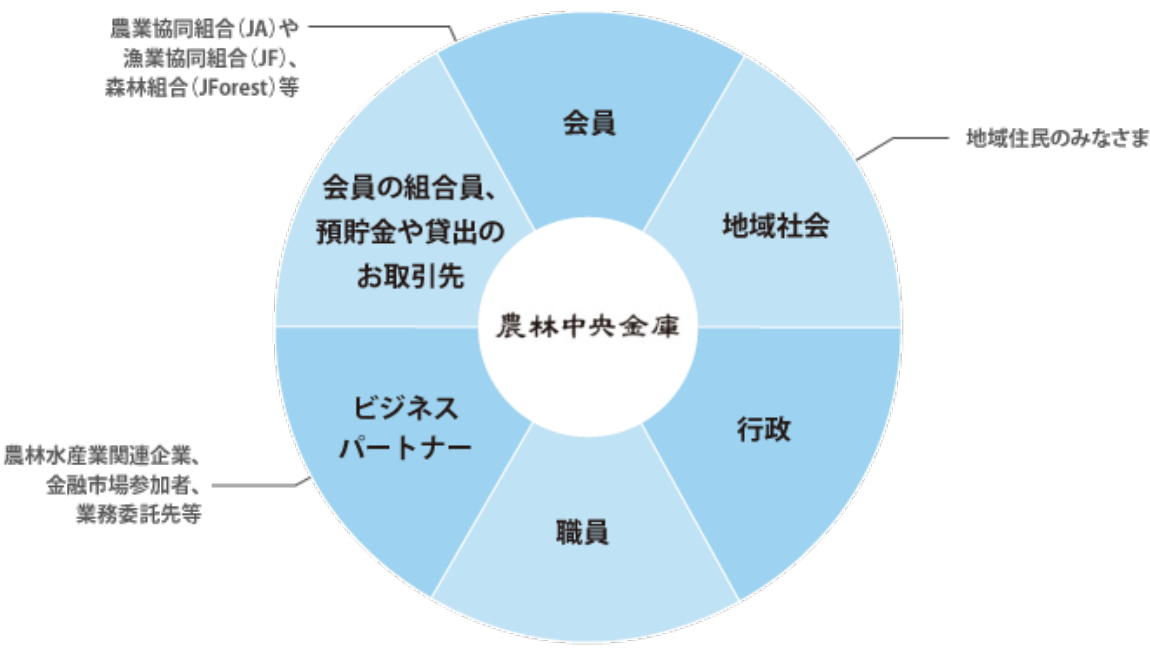 農業協同組合(JA)や
漁業協同組合(JF)、
森林組合(JForest)等
会員
地域住民のみなさま
地域社会
会員の組合員、
預貯金や貸出の
お取引先
農林中央金庫
ビジネス
パートナー
行政
農林水産業関連企業、
金融市場参加者、
業務委託先等
職員